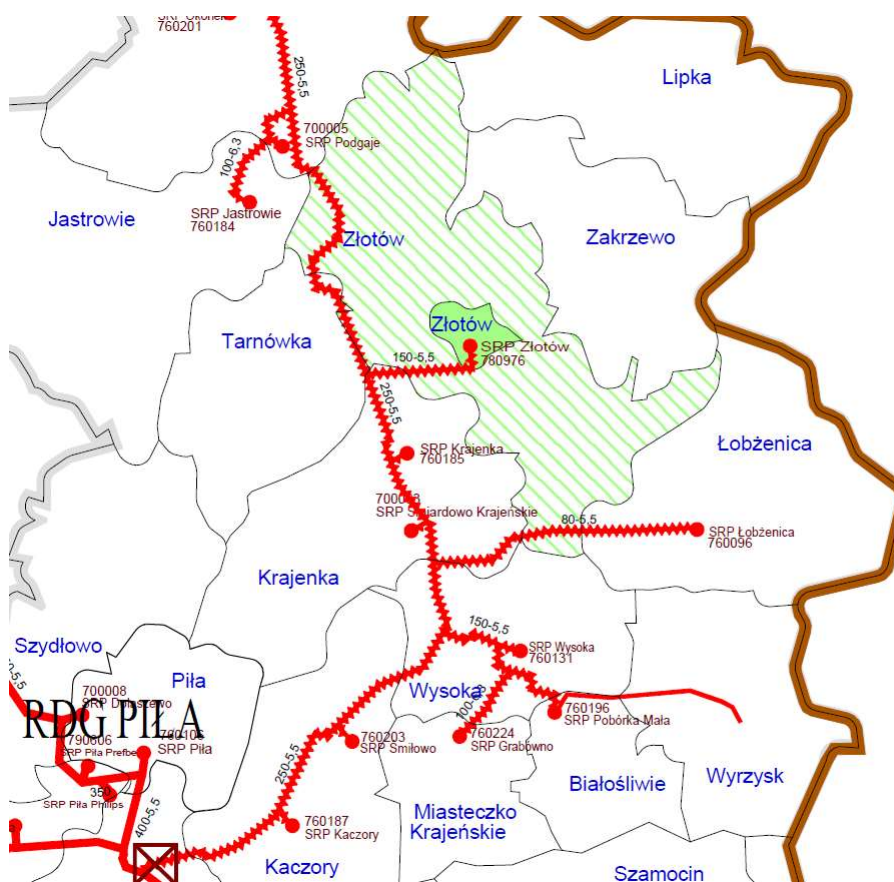 760201
Lipka
250-5,5
700005
SRP Podgaje
100-6,3
SRP Jastrowie
760184
Jastrowie
Złotów
Zakrzewo
Złotów
Tarnówka
SRP Złotów
780976
150-5,5
250-5,5
SRP Krajenka
760185
Łobżenica
80-5,5
SRP Łobżenica
760096
Krajenka
150-5,5
SRP Wysoka
760131
Szydłowo
Piła
Wysoka
700008
RDG PIŁA
SRP Piła
760196
SRP Pobórka Mała
760203
SRP Smiłowo
760224
SRP Grabówno
250-5,5
350
SRP Piła Philips
Białośliwie
Wyrzysk
400-5,5
760187
SRP Kaczory
Miasteczko
Krajeńskie
Kaczory
Szamocin